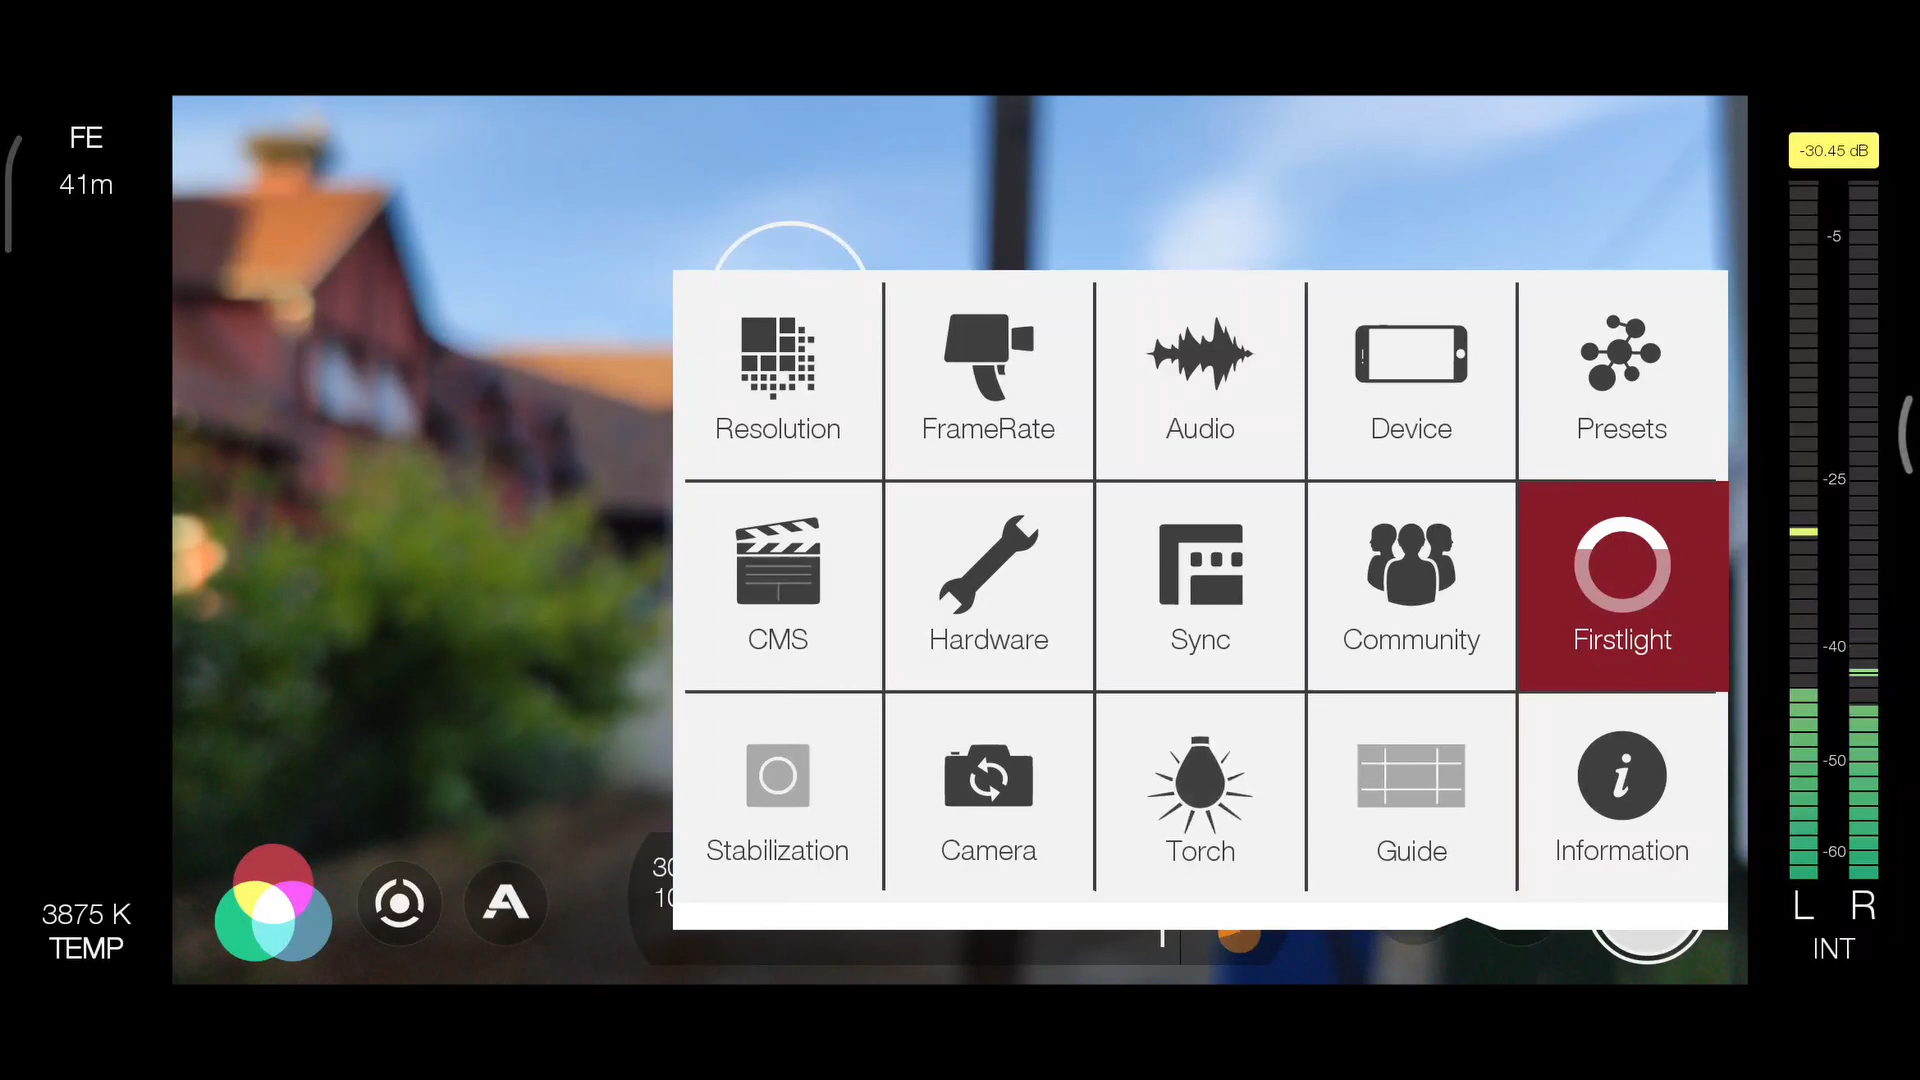 FE
41m
-30.45 dB
-5
-25
-40
-50
-60
L R
INT
Resolution
FrameRate
Audio
Device
Presets
CMS
Hardware
Sync
Community
Firstlight
Stabilization
Camera
Torch
Guide
Information
3875 K
TEMP
A